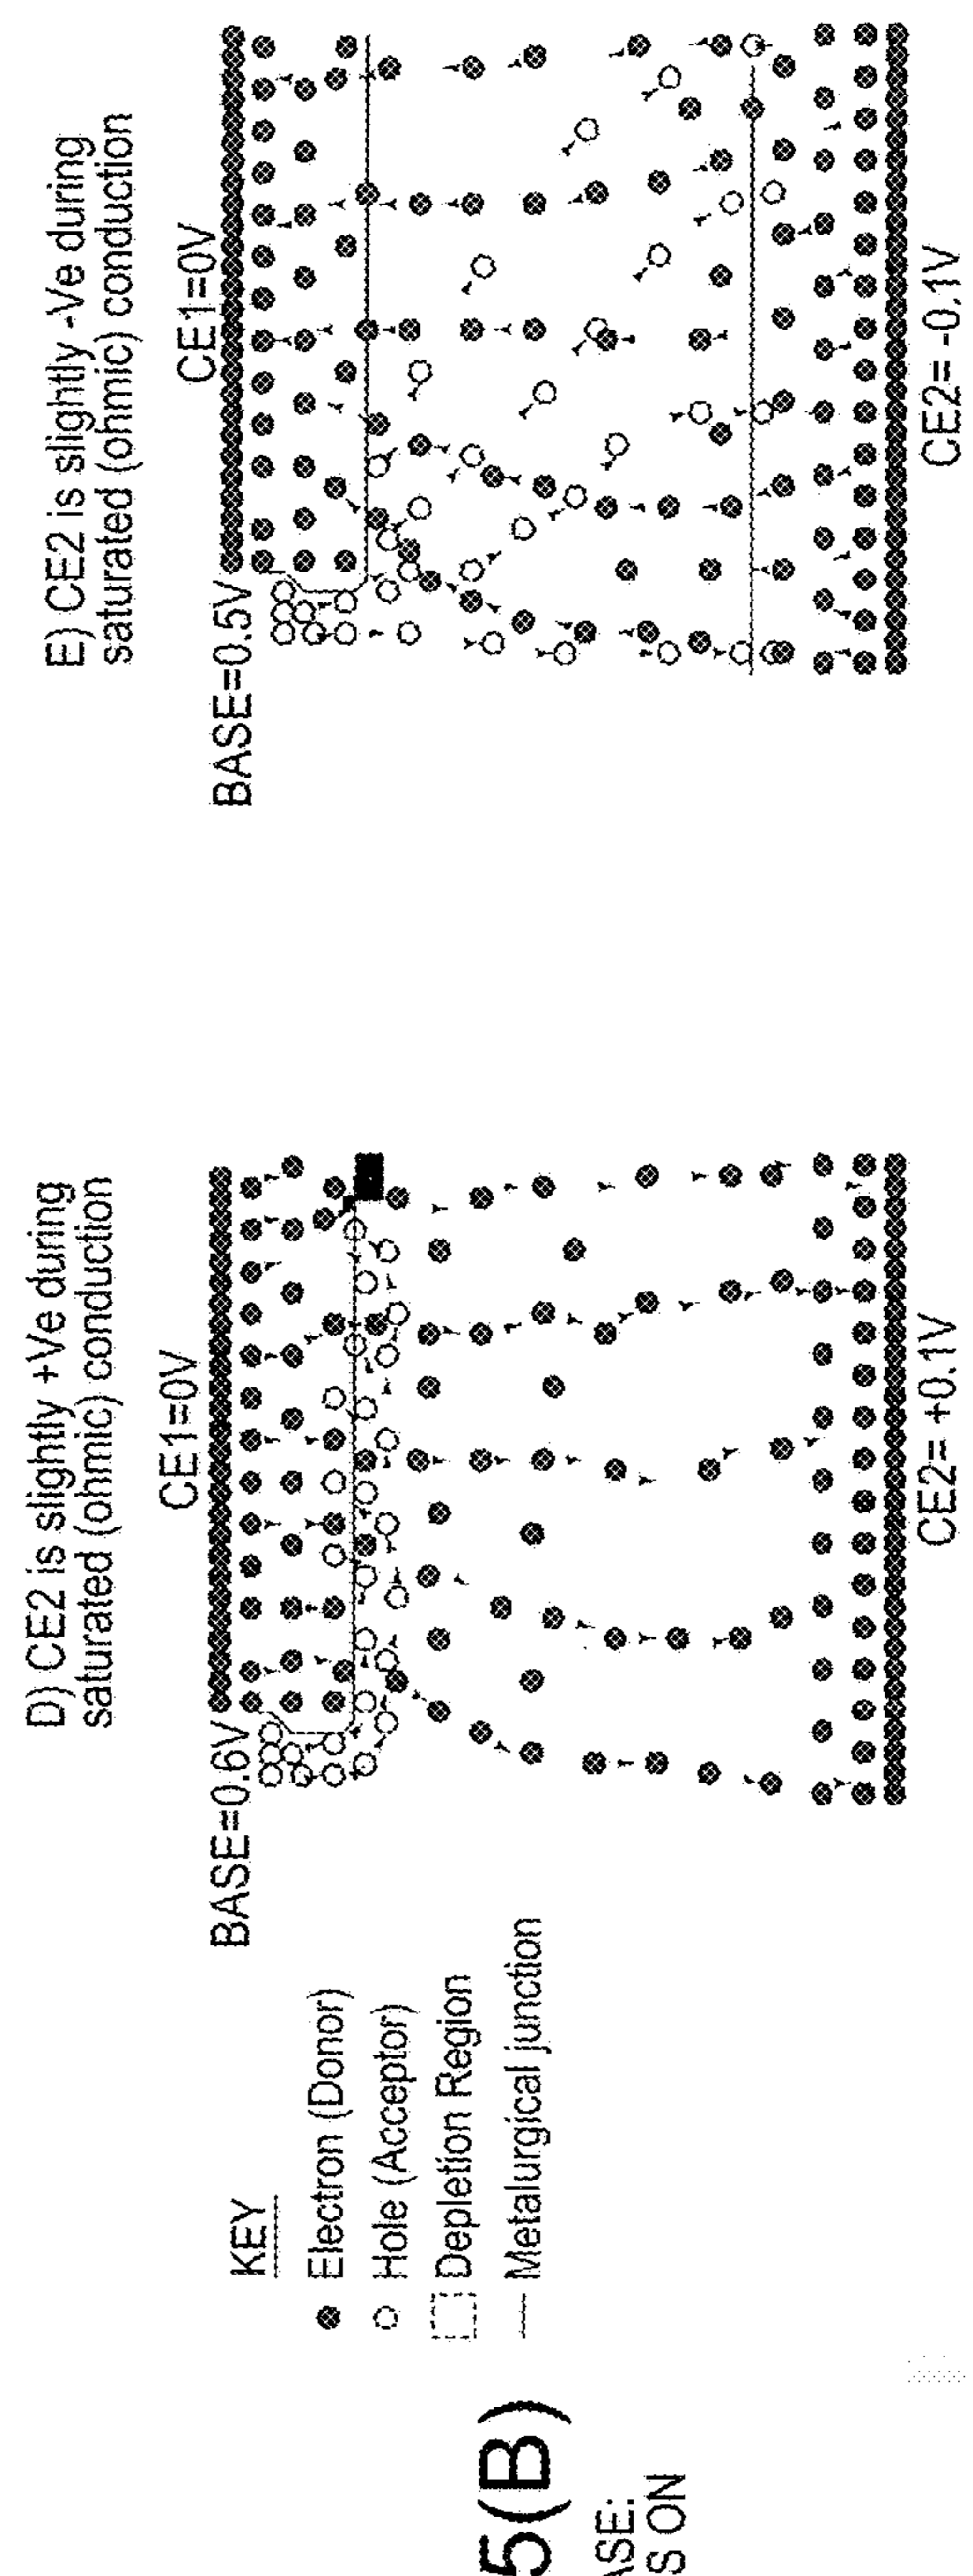 5(B)
ASE:
S ON
KEY
Electron (Donor)
Hole (Acceptor)
Depletion Region
Metalurgical junction
D) CE2 is slightly +Ve during
saturated (ohmic) conduction
CE1=0V
BASE=0.6V
CE2= +0.1V
E) CE2 is slightly -Ve during
saturated (ohmic) conduction
CE1=0V
BASE=0.5V
CE2= -0.1V